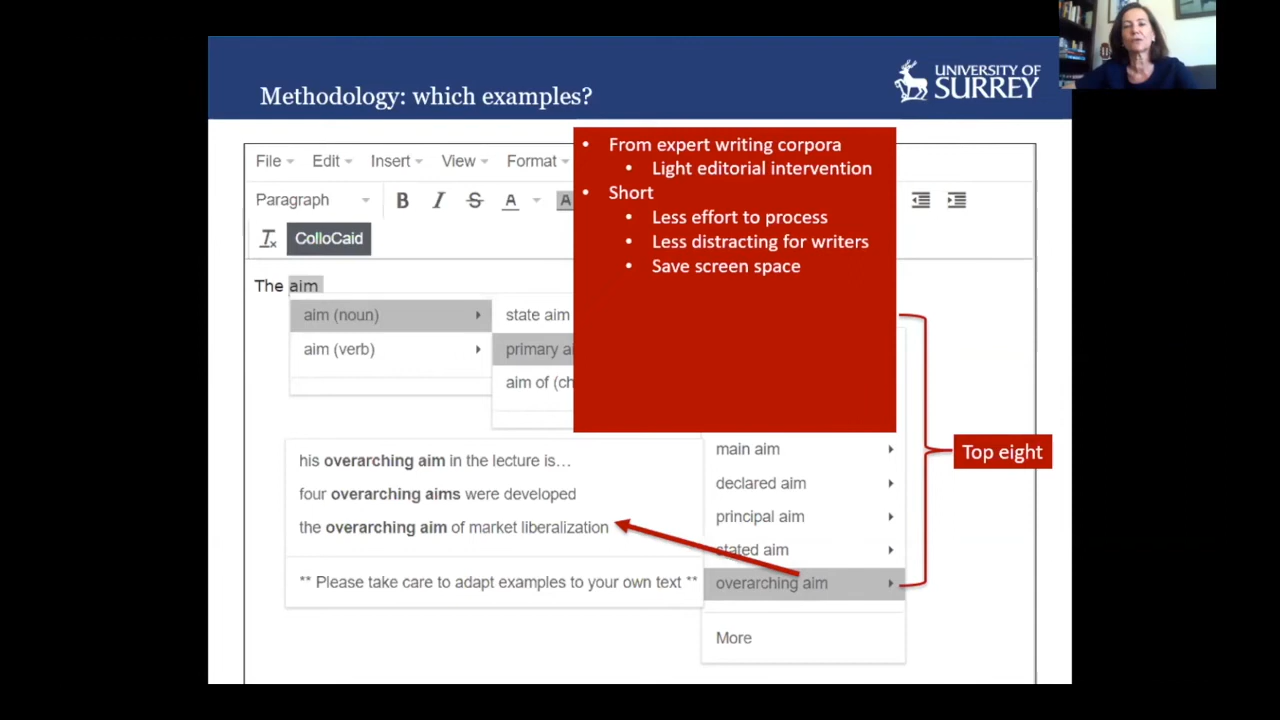 Methodology: which examples?
UNIVERSITY OF
SURREY
File Edit Insert View Format
Paragraph B I S A A
Tx ColloCaid
• From expert writing corpora
• Light editorial intervention
• Short
• Less effort to process
• Less distracting for writers
• Save screen space
The aim
aim (noun)
aim (verb)
state aim
primary
aim of
main aim
declared aim
principal aim
stated aim
overarching aim
More
Top eight
his overarching aim in the lecture is…
four overarching aims were developed
the overarching aim of market liberalization
** Please take care to adapt examples to your own text **